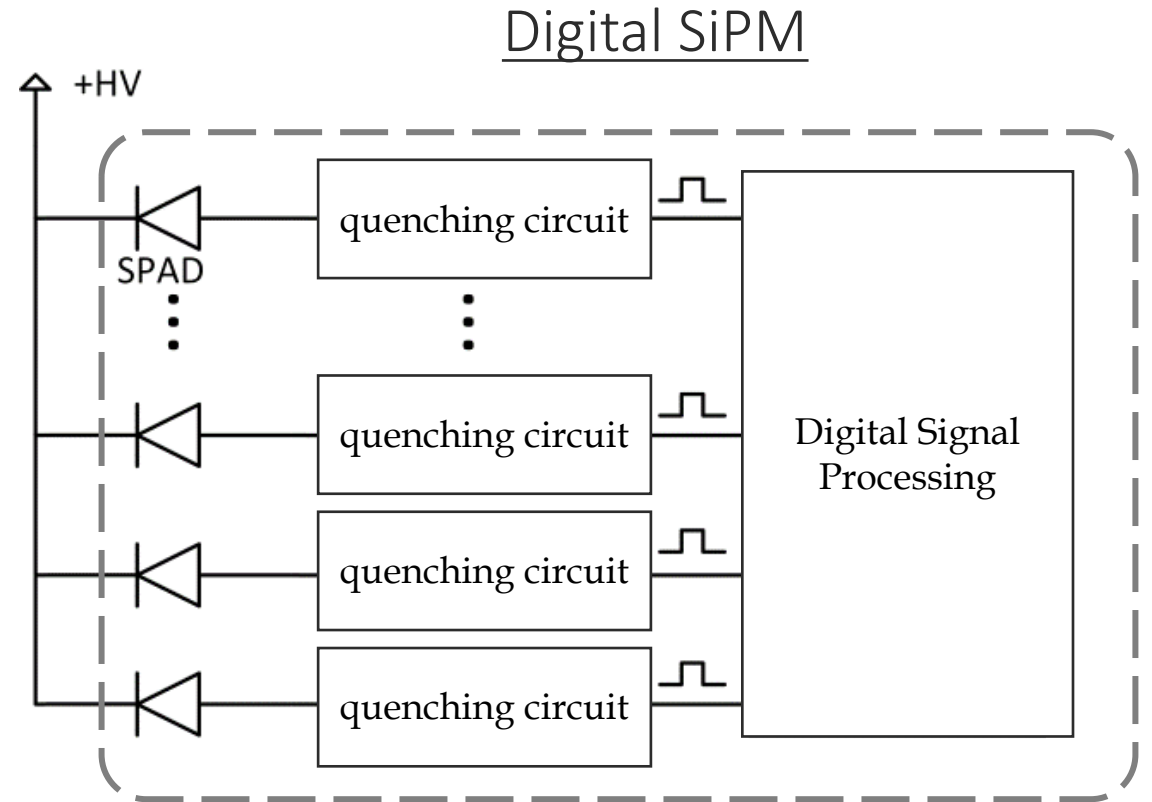 Digital SiPM
+HV
quenching circuit
SPAD
quenching circuit
Digital Signal
Processing
quenching circuit
quenching circuit